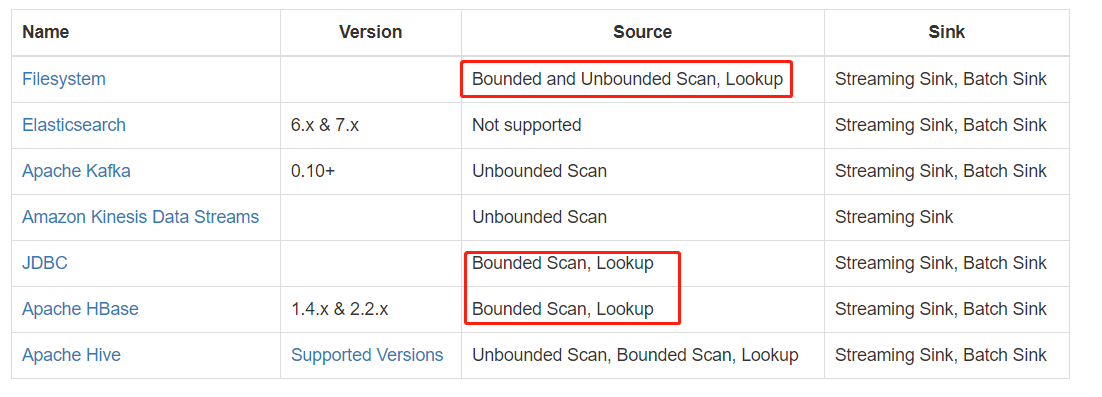 Name Version Source Sink
Filesystem Bounded and Unbounded Scan, Lookup Streaming Sink, Batch Sink
Elasticsearch 6.x & 7.x Not supported Streaming Sink, Batch Sink
Apache Kafka 0.10+ Unbounded Scan Streaming Sink, Batch Sink
Amazon Kinesis Data Streams Unbounded Scan Streaming Sink
JDBC Bounded Scan, Lookup Streaming Sink, Batch Sink
Apache HBase 1.4.x & 2.2.x Bounded Scan, Lookup Streaming Sink, Batch Sink
Apache Hive Supported Versions Unbounded Scan, Bounded Scan, Lookup Streaming Sink, Batch Sink